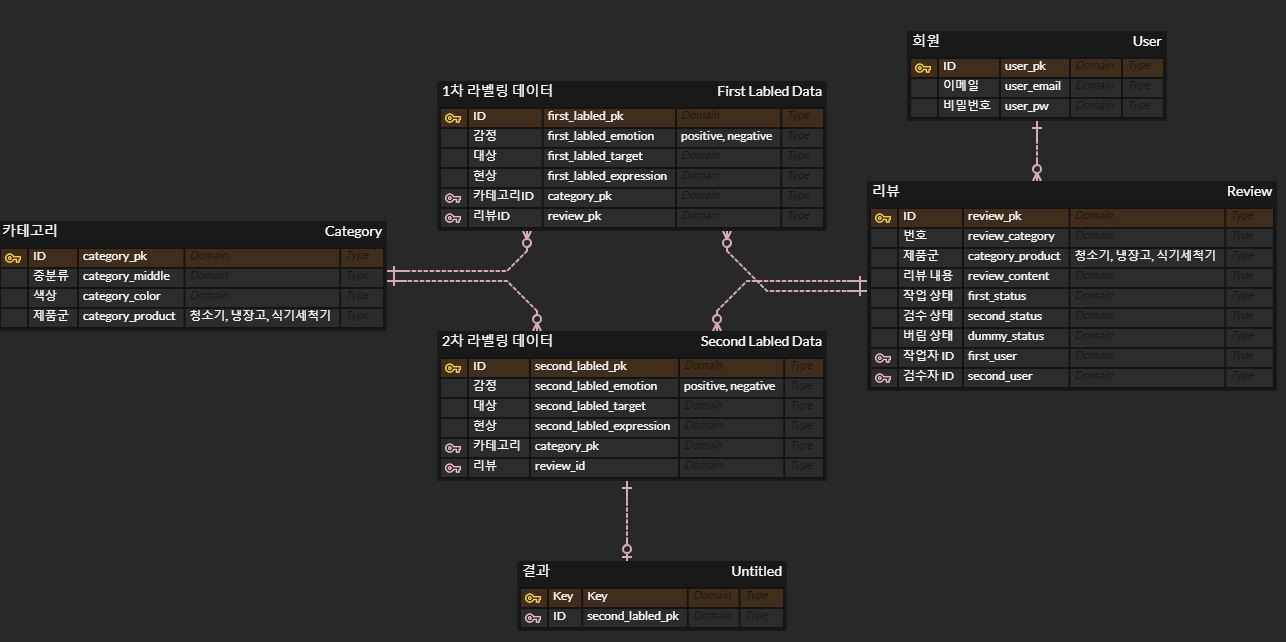 회원 User
ID user_pk Domain Type
이메일 user_email Domain Type
비밀번호 user_pw Domain Type
1차 라벨링 데이터 First Labled Data
ID first_labled_pk Domain Type
감정 first_labled_emotion positive, negative Type
대상 first_labled_target Domain Type
현상 first_labled_expression Domain Type
카테고리ID category_pk Domain Type
리뷰ID review_pk Domain Type
리뷰 Review
ID review_pk Domain Type
번호 review_category Domain Type
제품군 category_product 청소기, 냉장고, 식기세척기 Type
리뷰 내용 review_content Domain Type
작업 상태 first_status Domain Type
검수 상태 second_status Domain Type
버림 상태 dummy_status Domain Type
작업자 ID first_user Domain Type
검수자 ID second_user Domain Type
카테고리 Category
ID category_pk Domain Type
중분류 category_middle Domain Type
색상 category_color Domain Type
제품군 category_product 청소기, 냉장고, 식기세척기 Type
2차 라벨링 데이터 Second Labled Data
ID second_labled_pk Domain Type
감정 second_labled_emotion positive, negative Type
대상 second_labled_target Domain Type
현상 second_labled_expression Domain Type
카테고리 category_pk Domain Type
리뷰 review_id Domain Type
결과 Untitled
Key Key Domain Type
ID second_labled_pk Domain Type